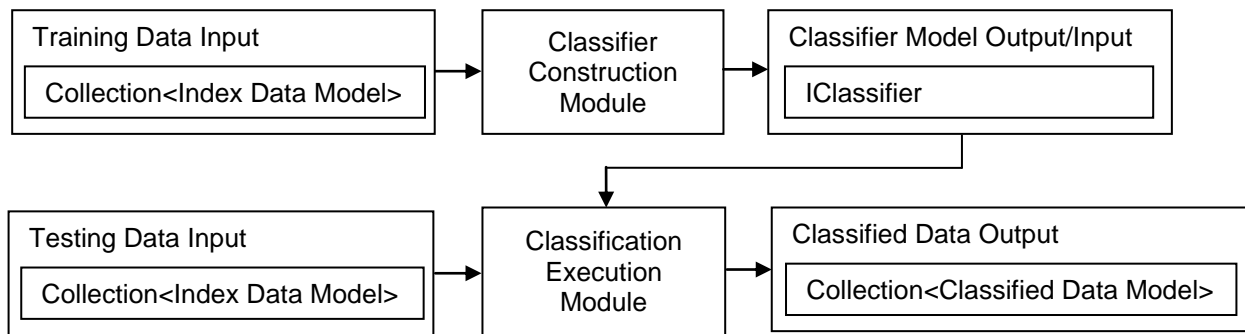 Training Data Input
Collection<Index Data Model>
Classifier
Construction
Module
Classifier Model Output/Input
IClassifier
Testing Data Input
Collection<Index Data Model>
Classification
Execution
Module
Classified Data Output
Collection<Classified Data Model>